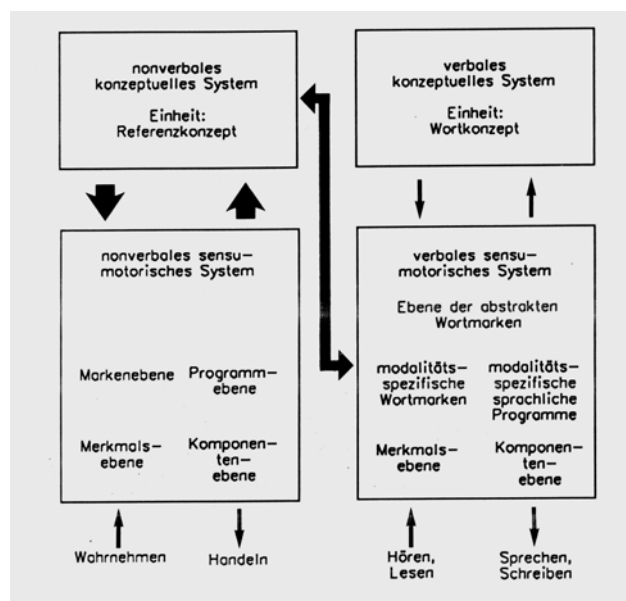 nonverbales
konzeptuelles System
Einheit:
Referenzkonzept
verbales
konzeptuelles System
Einheit:
Wortkonzept
nonverbales sensu-
motorisches System
Markenebene
Programm-
ebene
Merkmals-
ebene
Komponen-
ten-
ebene
verbales sensu-
motorisches System
Ebene der abstrakten
Wortmarken
modalitäts-
spezifische
Wortmarken
modalitäts-
spezifische
sprachliche
Programme
Merkmals-
ebene
Komponen-
ten-
ebene
Wahrnehmen
Handeln
Hören,
Lesen
Sprechen,
Schreiben